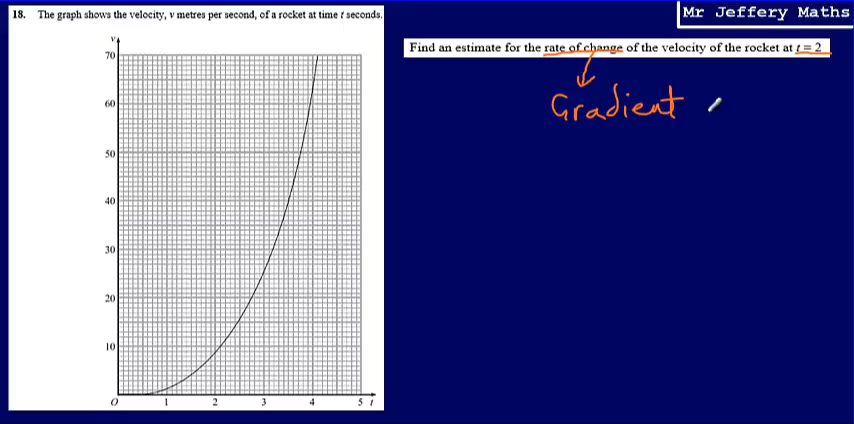 18. The graph shows the velocity, v metres per second, of a rocket at time t seconds.
Mr Jeffery Maths
Find an estimate for the rate of change of the velocity of the rocket at t = 2
Gradient
v
70
60
50
40
30
20
10
O 1 2 3 4 5 t